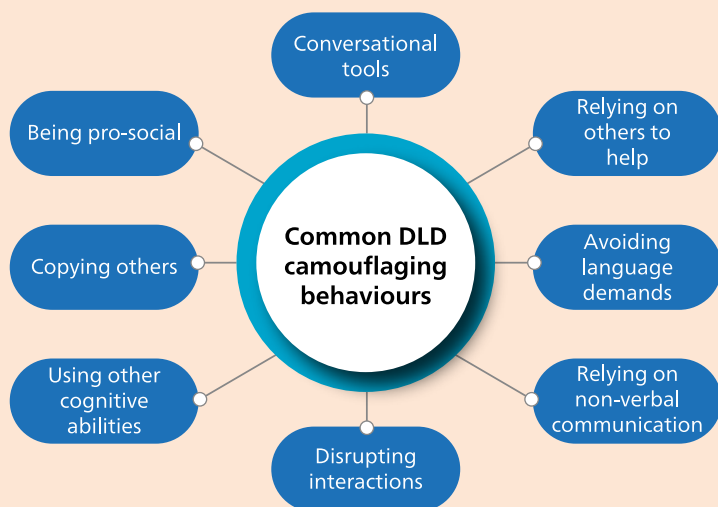 Conversational
tools
Being pro-social
Relying on
others to
help
Common DLD
camouflaging
behaviours
Copying others
Avoiding
language
demands
Using other
cognitive
abilities
Relying on
non-verbal
communication
Disrupting
interactions